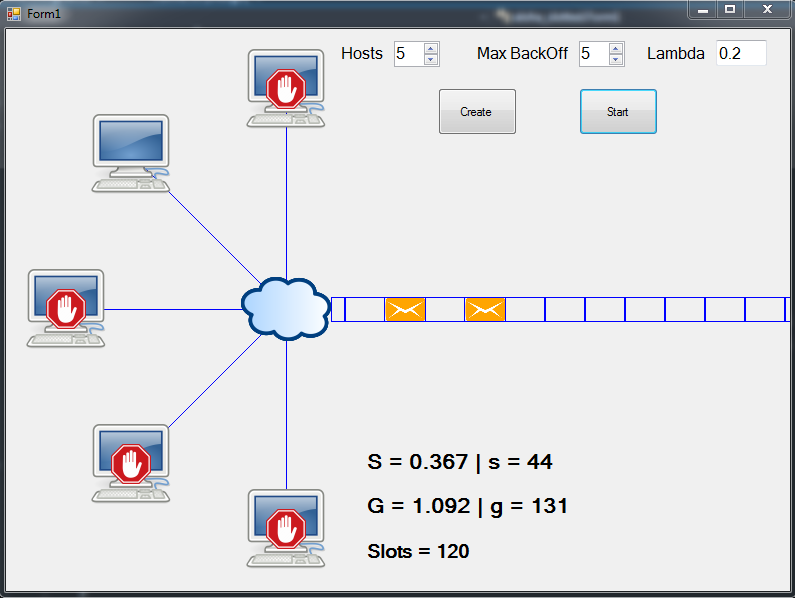 Form1
Hosts 5 Max BackOff 5 Lambda 0.2
Create Start
S = 0.367 | s = 44
G = 1.092 | g = 131
Slots = 120